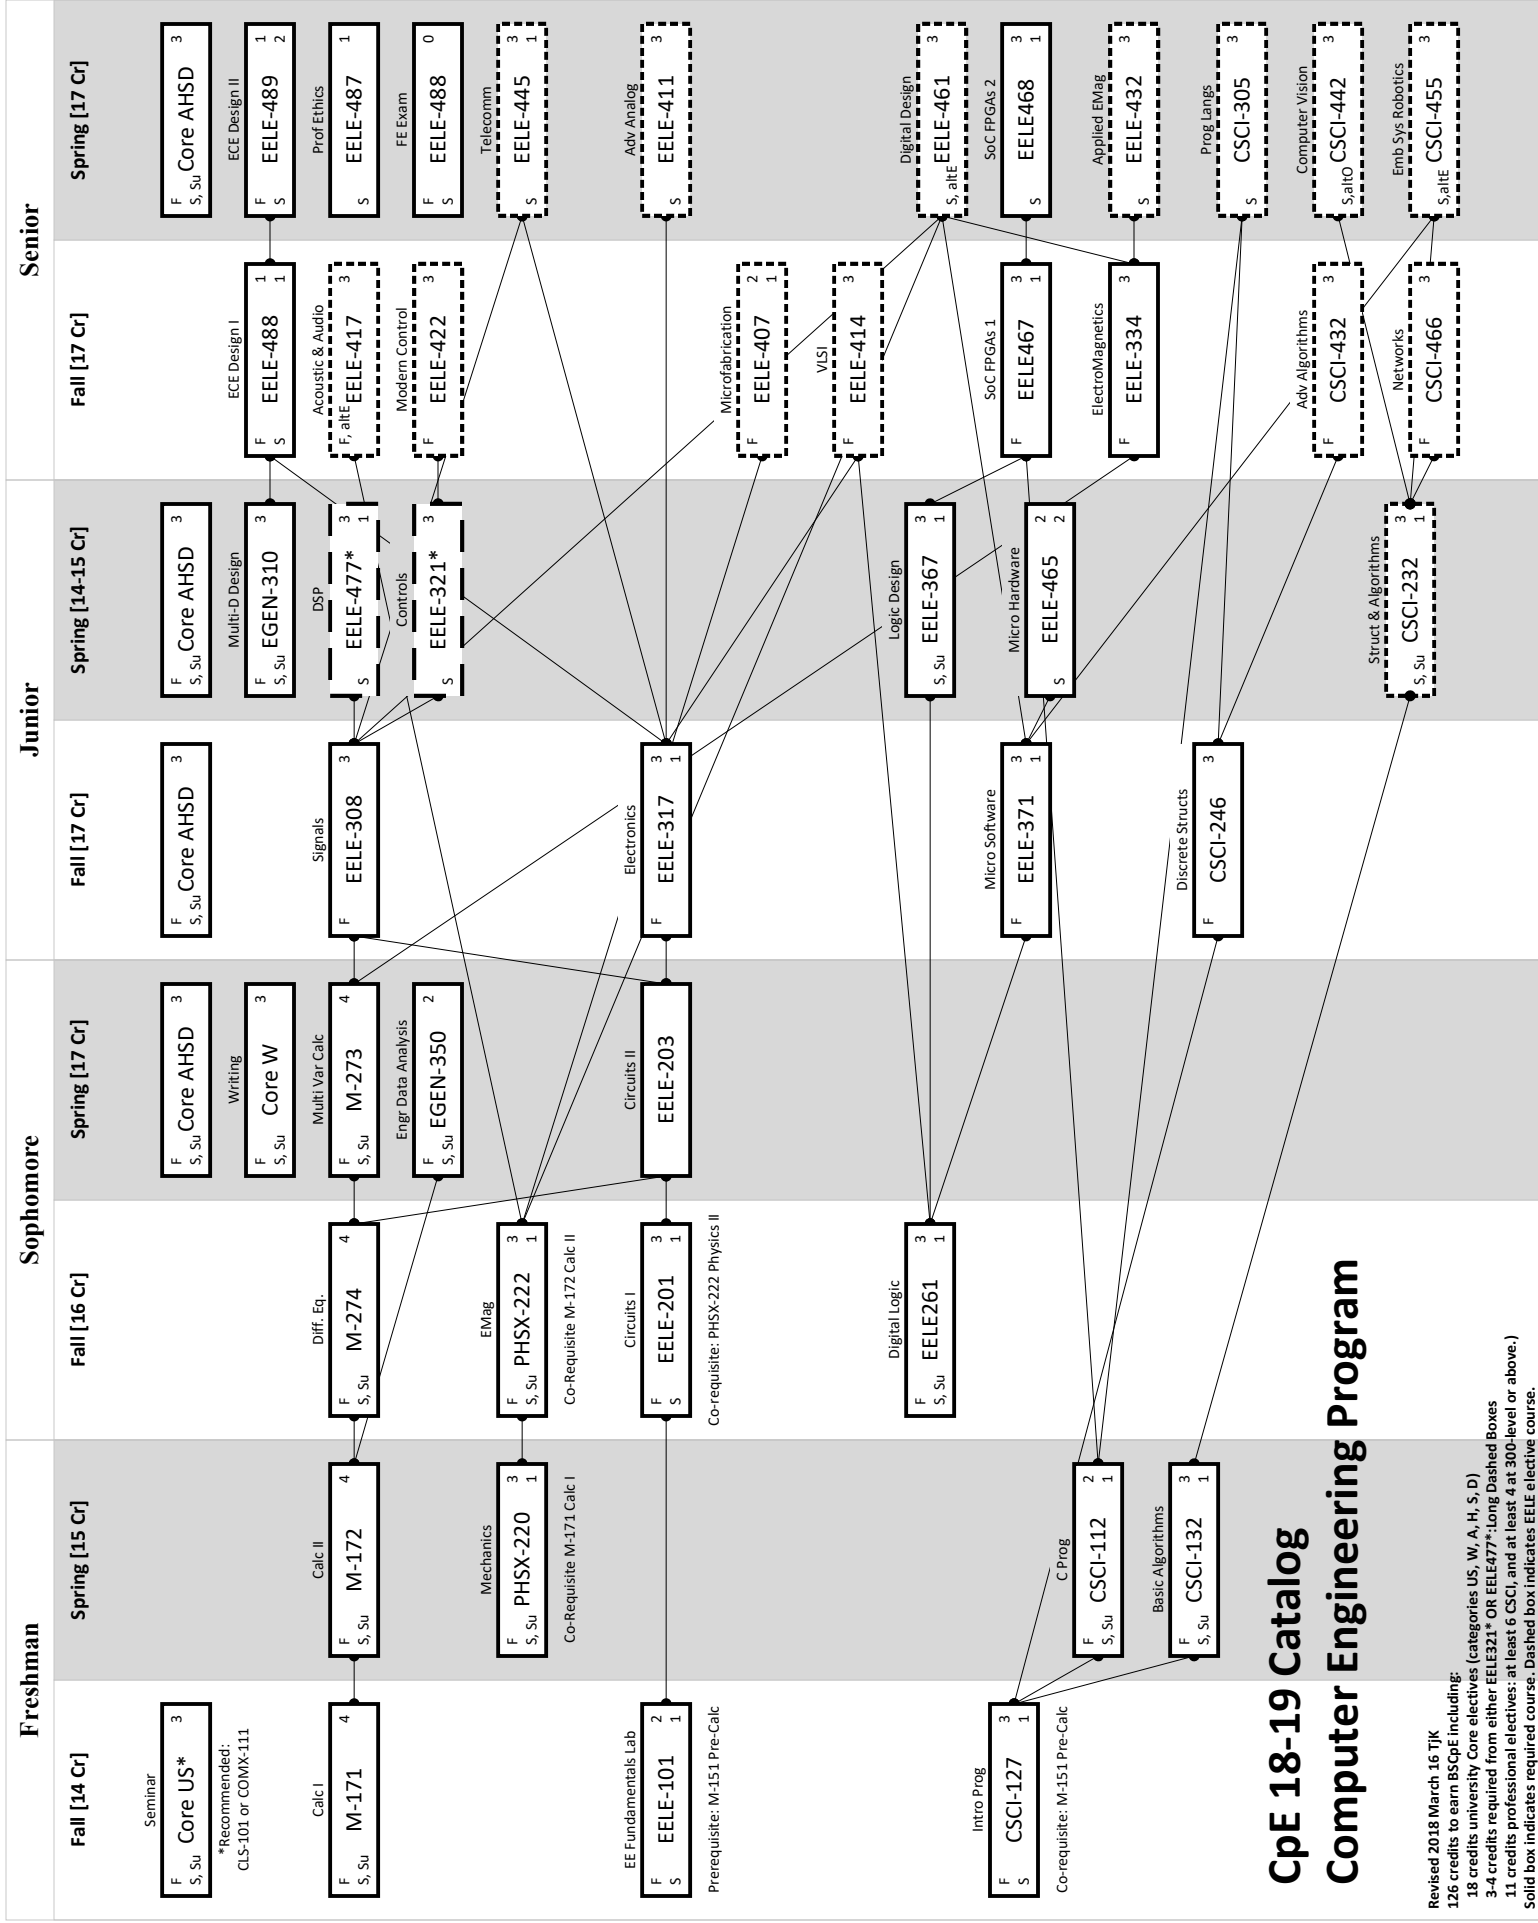 Freshman
Sophomore
Junior
Senior
Fall [14 Cr]
Spring [15 Cr]
Fall [16 Cr]
Spring [17 Cr]
Fall [17 Cr]
Spring [14-15 Cr]
Fall [17 Cr]
Spring [17 Cr]
Seminar
F
S, Su
Core US*
3
*Recommended:
CLS-101 or COMX-111
Calc I
F
S, Su
M-171
4
EE Fundamentals Lab
F
S
EELE-101
2
1
Prerequisite: M-151 Pre-Calc
Intro Prog
F
S
CSCI-127
3
1
Co-requisite: M-151 Pre-Calc
Calc II
F
S, Su
M-172
4
Mechanics
F
S, Su
PHSX-220
3
1
Co-Requisite M-171 Calc I
C Prog
F
S, Su
CSCI-112
2
1
Basic Algorithms
F
S, Su
CSCI-132
3
1
Diff. Eq.
F
S, Su
M-274
4
EMag
F
S, Su
PHSX-222
3
1
Co-Requisite M-172 Calc II
Circuits I
F
S
EELE-201
3
1
Co-requisite: PHSX-222 Physics II
Digital Logic
F
S, Su
EELE261
3
1
F
S, Su
Core AHSD
3
Writing
F
S, Su
Core W
3
Multi Var Calc
F
S, Su
M-273
4
Engr Data Analysis
F
S, Su
EGEN-350
2
Circuits II
EELE-203
F
S, Su
Core AHSD
3
Signals
F
EELE-308
3
Electronics
F
EELE-317
3
1
Micro Software
F
EELE-371
3
1
Discrete Structs
F
CSCI-246
3
F
S, Su
Core AHSD
3
Multi-D Design
F
S, Su
EGEN-310
3
DSP
S
EELE-477*
3
1
Controls
S
EELE-321*
3
Logic Design
S, Su
EELE-367
3
1
Micro Hardware
S
EELE-465
2
2
Struct & Algorithms
S, Su
CSCI-232
3
1
ECE Design I
F
S
EELE-488
1
1
Acoustic & Audio
F, altE
EELE-417
3
Modern Control
F
EELE-422
3
Microfabrication
F
EELE-407
2
1
VLSI
F
EELE-414
3
SoC FPGAs 1
F
EELE467
3
1
ElectroMagnetics
F
EELE-334
3
Adv Algorithms
F
CSCI-432
3
Networks
F
CSCI-466
3
F
S, Su
Core AHSD
3
ECE Design II
F
S
EELE-489
1
2
Prof Ethics
S
EELE-487
1
FE Exam
S
EELE-488
0
Telecomm
S
EELE-445
3
1
Adv Analog
S
EELE-411
3
Digital Design
S, altE
EELE-461
3
SoC FPGAs 2
S
EELE468
3
1
Applied EMag
S
EELE-432
3
Prog Langs
S
CSCI-305
3
Computer Vision
S,altO
CSCI-442
3
Emb Sys Robotics
S,altE
CSCI-455
3
CpE 18-19 Catalog
Computer Engineering Program
Revised 2018 March 16 TjK
126 credits to earn BSCpE including:
18 credits university Core electives (categories US, W, A, H, S, D)
3-4 credits required from either EELE321* OR EELE477*:Long Dashed Boxes
11 credits professional electives: at least 6 CSCI, and at least 4 at 300-level or above.)
Solid box indicates required course. Dashed box indicates EELE elective course.